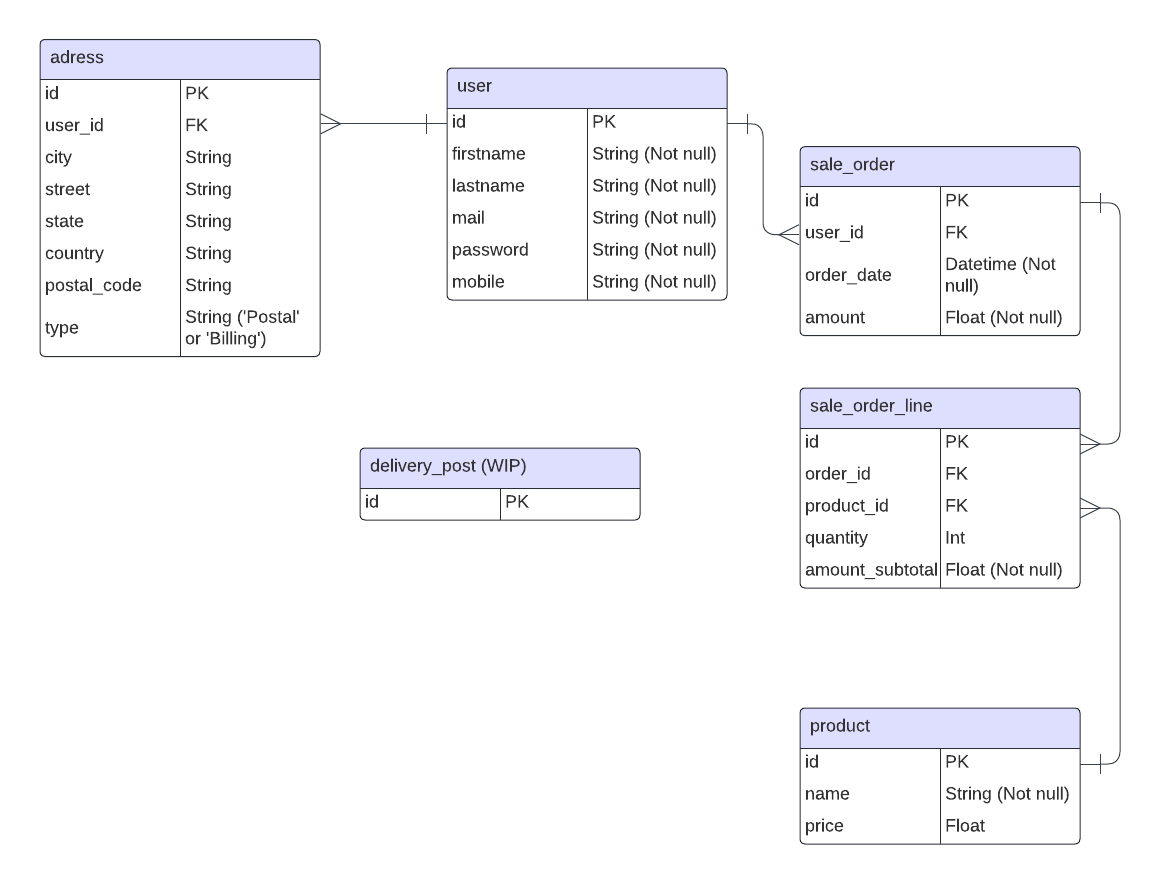 adress
id PK
user_id FK
city String
street String
state String
country String
postal_code String
type String ('Postal'
or 'Billing')
user
id PK
firstname String (Not null)
lastname String (Not null)
mail String (Not null)
password String (Not null)
mobile String (Not null)
sale_order
id PK
user_id FK
order_date Datetime (Not
null)
amount Float (Not null)
delivery_post (WIP)
id PK
sale_order_line
id PK
order_id FK
product_id FK
quantity Int
amount_subtotal Float (Not null)
product
id PK
name String (Not null)
price Float